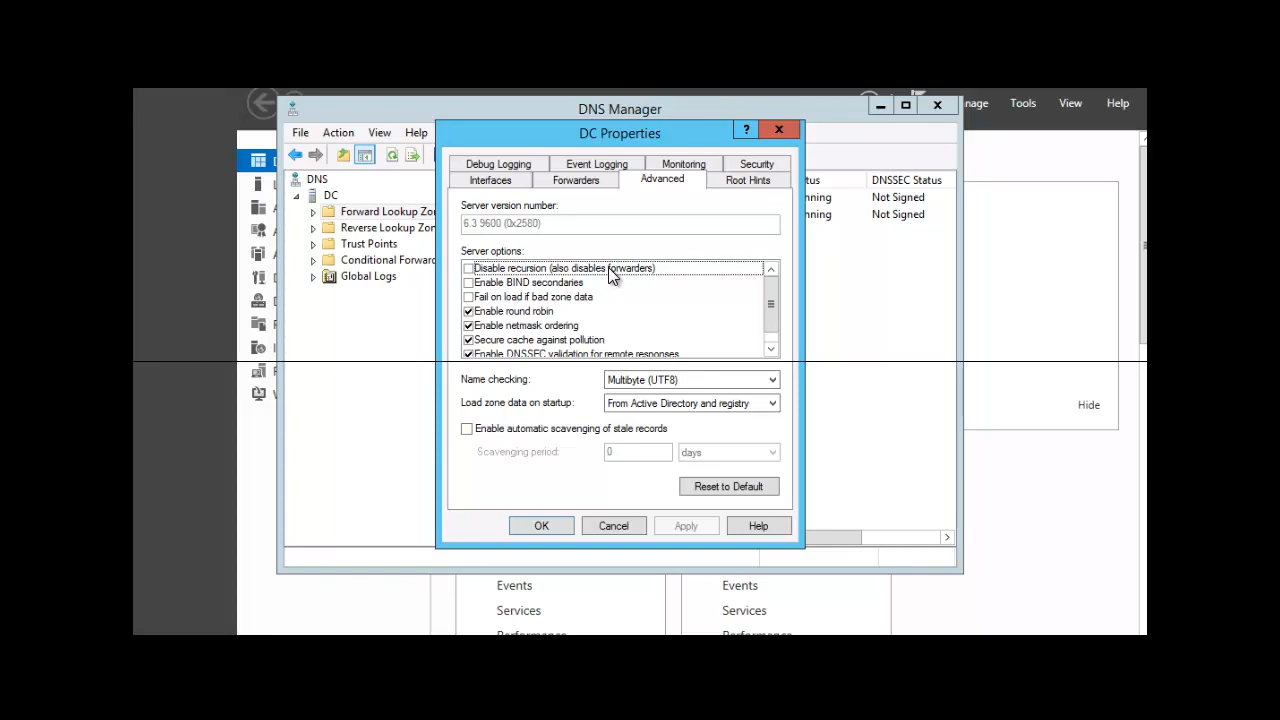 DNS Manager
nage
Tools
View
Help
File
Action
View
Help
DC Properties
?
Debug Logging
Event Logging
Monitoring
Security
Interfaces
Forwarders
Advanced
Root Hints
DNS
DC
Forward Lookup Zon
Reverse Lookup Zon
Trust Points
Conditional Forward
Global Logs
tus
DNSSEC Status
nning
Not Signed
nning
Not Signed
Server version number:
6.3 9600 (0x2580)
Server options:
Disable recursion (also disables forwarders)
Enable BIND secondaries
Fail on load if bad zone data
Enable round robin
Enable netmask ordering
Secure cache against pollution
Enable DNSSEC validation for remote responses
Name checking:
Multibyte (UTF8)
Load zone data on startup:
From Active Directory and registry
Enable automatic scavenging of stale records
Scavenging period:
0
days
Reset to Default
OK
Cancel
Apply
Help
Hide
Events
Services
Performance
Events
Services
Performance